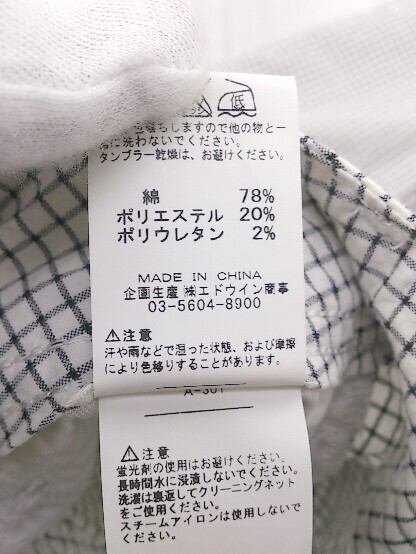 低
しますので他の物と一
に洗わないでください。
タンブラー乾燥は、お避けください。
綿 78%
ポリエステル 20%
ポリウレタン 2%
MADE IN CHINA
企画生産 ㈱エドウイン商事
03-5604-8900
⚠注意
汗や雨などで湿った状態、および摩擦
により色移りすることがあります。
⚠注意
蛍光剤の使用はお避けください。
長時間水に浸漬しないでください。
洗濯は裏返してクリーニングネット
をご使用ください。
スチームアイロンは使用しないで
ください。